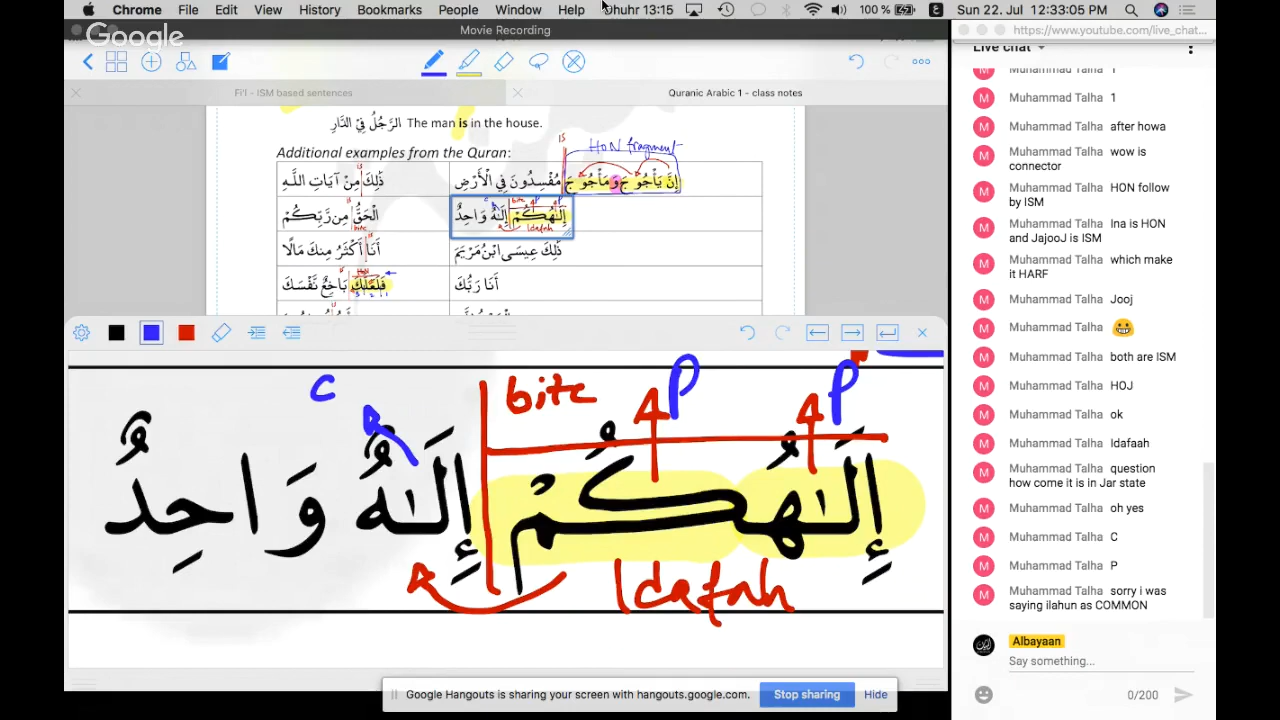 Chrome File Edit View History Bookmarks People Window Help Dhuhr 13:15 100 % Sun 22. Jul 12:33:05 PM
Google
Movie Recording
Fi'l - ISM based sentences
Quranic Arabic 1 - class notes
الرَّجُلُ فِيْ الدَّارِ The man is in the house.
Additional examples from the Quran:
is HON fragment
إِنَّ يَأْجُوْجَ وَمَأْجُوْجَ مُفْسِدُونَ فِي الْأَرْضِ
ذَٰلِكَ مِنْ آيَاتِ اللَّهِ
is
إِلَـٰهُكُمْ إِلَـٰهٌ وَاحِدٌ
bite P P
Idafah
الْحَقُّ مِن رَّبِّكُمْ
is
bite
ذَٰلِكَ عِيسَى ابْنُ مَرْيَمَ
أَنَا أَكْثَرُ مِنكَ مَالًا
is
أَنَا رَبُّكَ
فَلَعَلَّكَ بَاخِعٌ نَّفْسَكَ
HON
C bite P P
إِلَـٰهُكُمْ إِلَـٰهٌ وَاحِدٌ
Idafah
Google Hangouts is sharing your screen with hangouts.google.com. Stop sharing Hide
https://www.youtube.com/live_chat...
Live chat
Muhammad Talha 1
Muhammad Talha 1
Muhammad Talha after howa
Muhammad Talha wow is
connector
Muhammad Talha HON follow
by ISM
Muhammad Talha Ina is HON
and JajooJ is ISM
Muhammad Talha which make
it HARF
Muhammad Talha Jooj
Muhammad Talha 😀
Muhammad Talha both are ISM
Muhammad Talha HOJ
Muhammad Talha ok
Muhammad Talha Idafaah
Muhammad Talha question
how come it is in Jar state
Muhammad Talha oh yes
Muhammad Talha C
Muhammad Talha P
Muhammad Talha sorry i was
saying ilahun as COMMON
Albayaan
Say something...
0/200